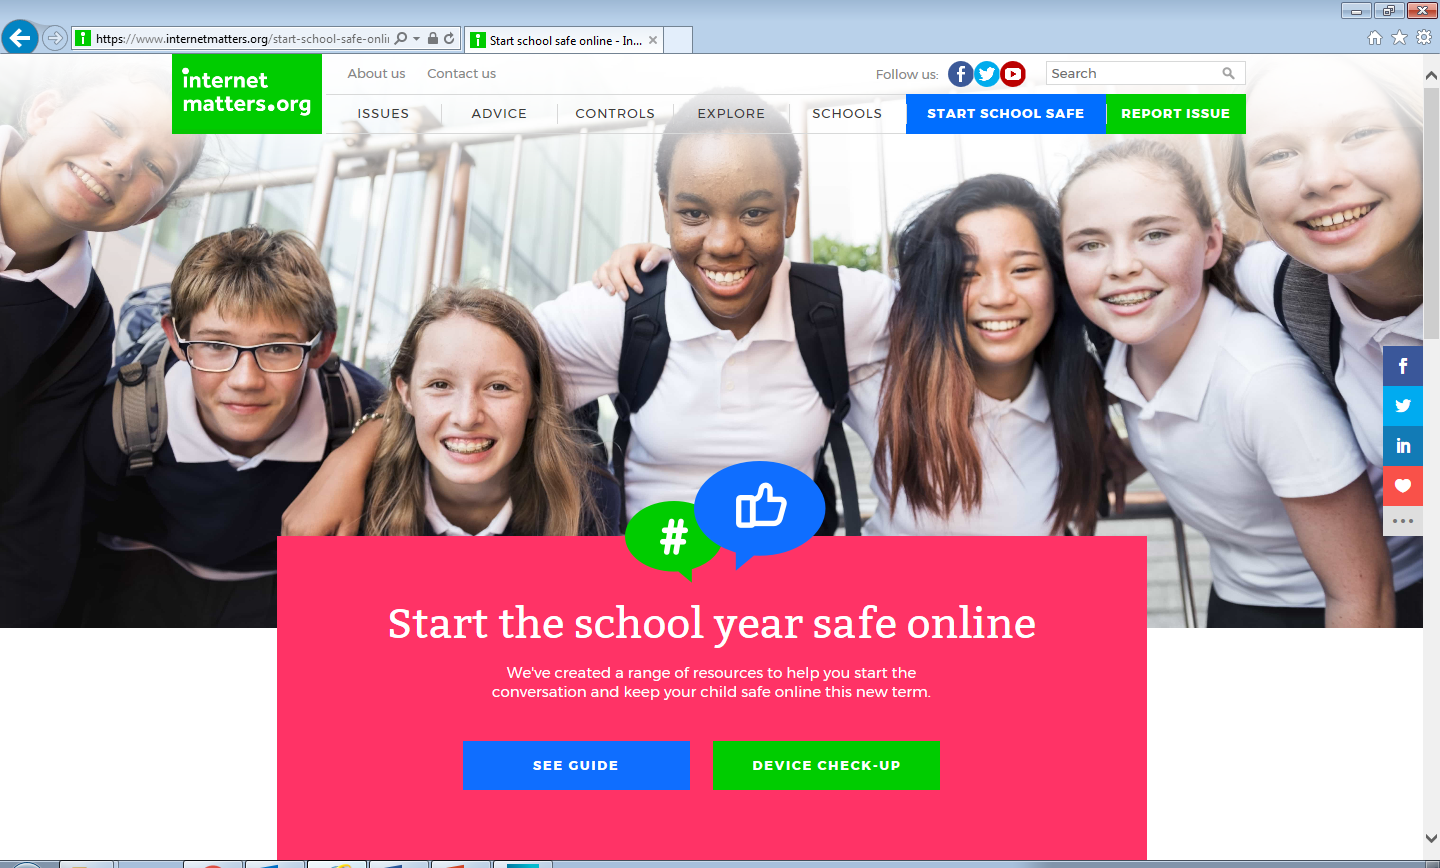 https://www.internetmatters.org/start-school-safe-onli
Start school safe online - In...
internet
matters.org
About us
Contact us
Follow us:
Search
ISSUES
ADVICE
CONTROLS
EXPLORE
SCHOOLS
START SCHOOL SAFE
REPORT ISSUE
#
Start the school year safe online
We've created a range of resources to help you start the
conversation and keep your child safe online this new term.
SEE GUIDE
DEVICE CHECK-UP